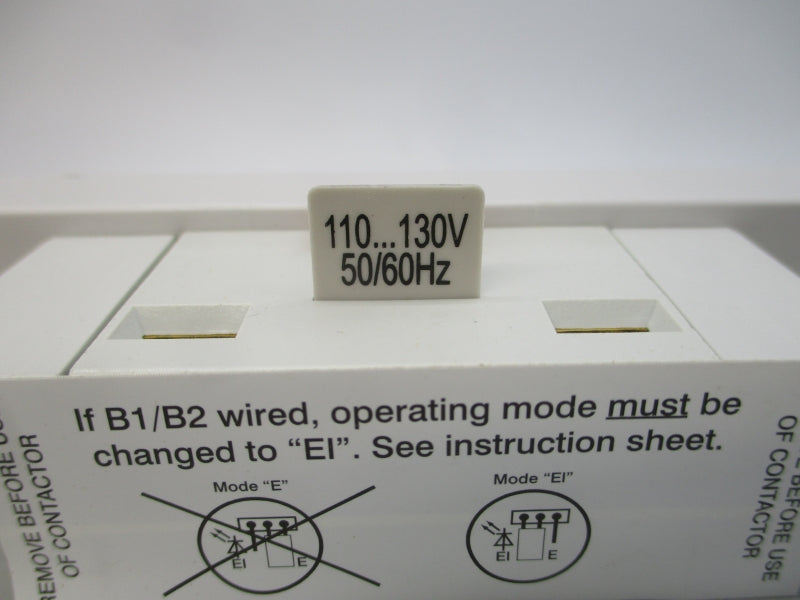 110...130V
50/60Hz
If B1/B2 wired, operating mode must be
changed to “EI”. See instruction sheet.
Mode “E”
Mode “EI”
EI
E
EI
E
REMOVE BEFORE
OF CONTACTOR
BEFORE USE
OF CONTACTOR